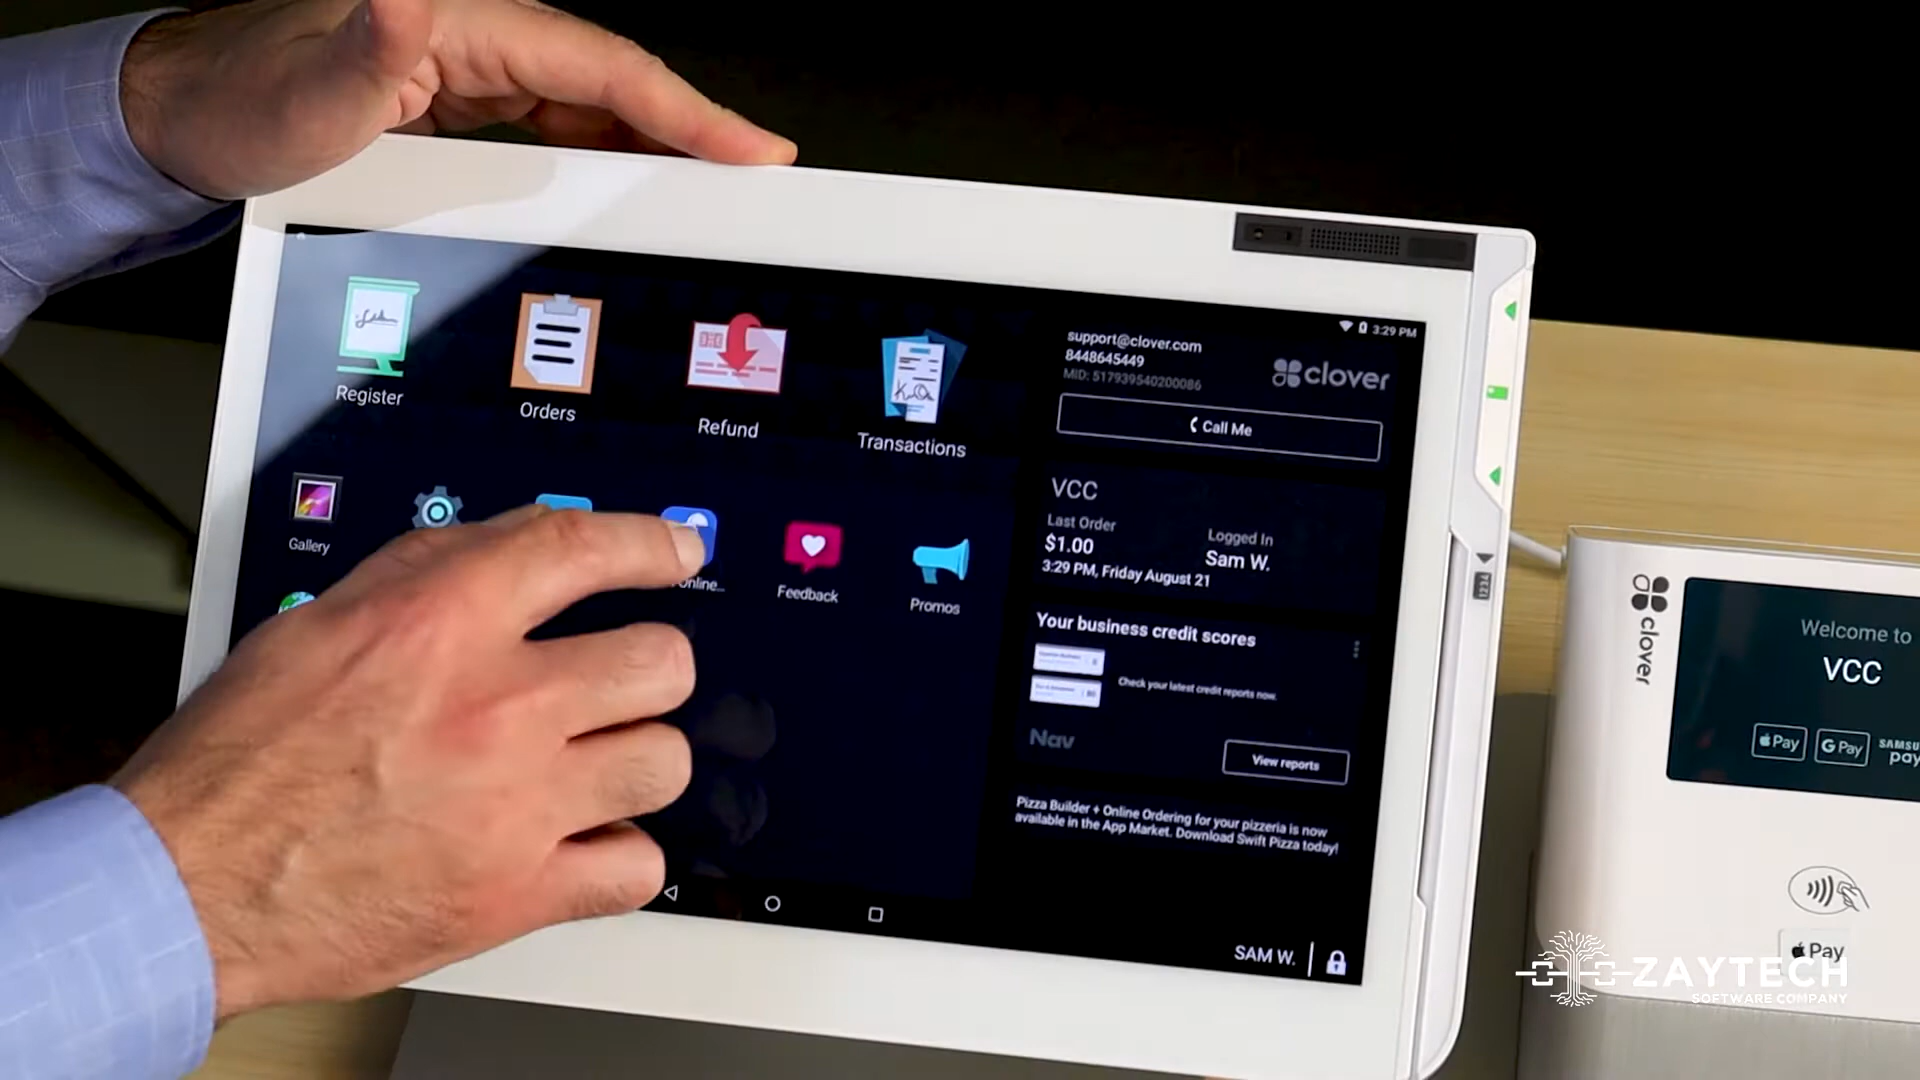 3:29 PM
support@clover.com
8448645449
MID: 517939540200086
clover
Call Me
Register
Orders
Refund
Transactions
VCC
Last Order
$1.00
3:29 PM, Friday August 21
Logged In
Sam W.
Gallery
Online...
Feedback
Promos
Your business credit scores
Check your latest credit reports now.
Nav
View reports
Pizza Builder + Online Ordering for your pizzeria is now
available in the App Market. Download Swift Pizza today!
SAM W.
1234
clover
Welcome to
VCC
Pay
G Pay
SAMSU
pay
Pay
ZAYTECH
SOFTWARE COMPANY